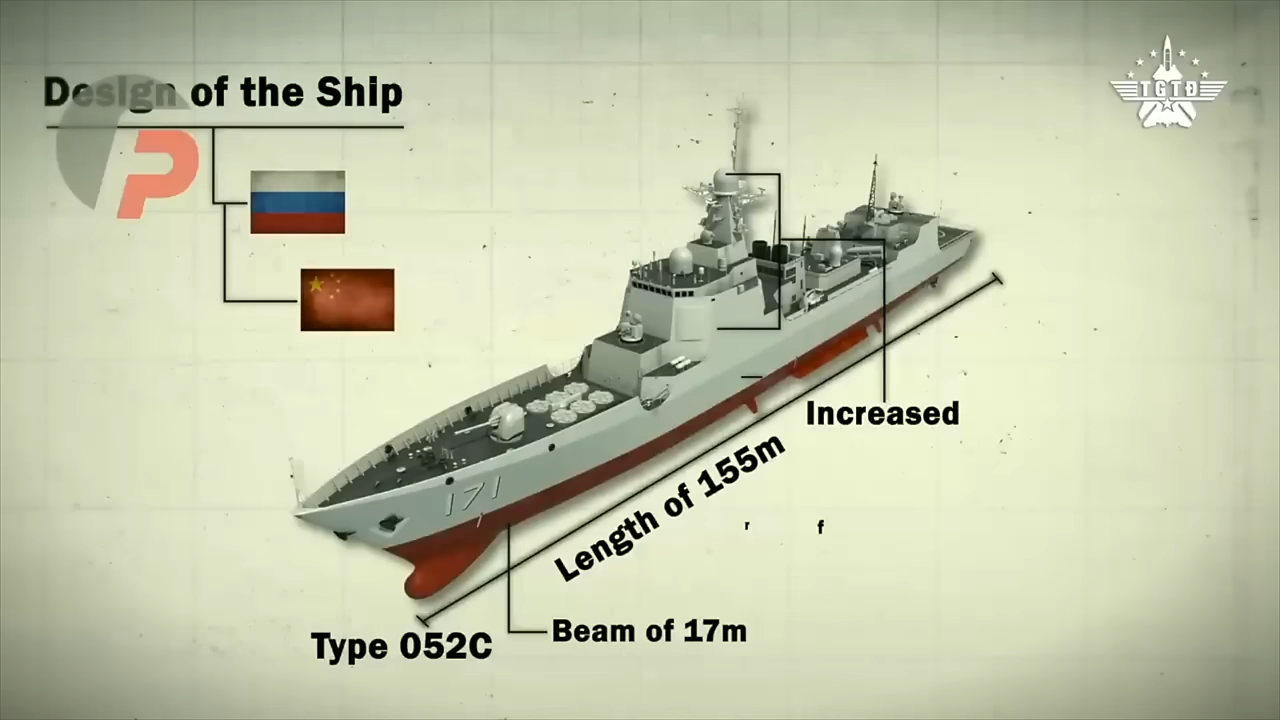 Design of the Ship
P
TGTD
171
Increased
Length of 155m
r f
Beam of 17m
Type 052C